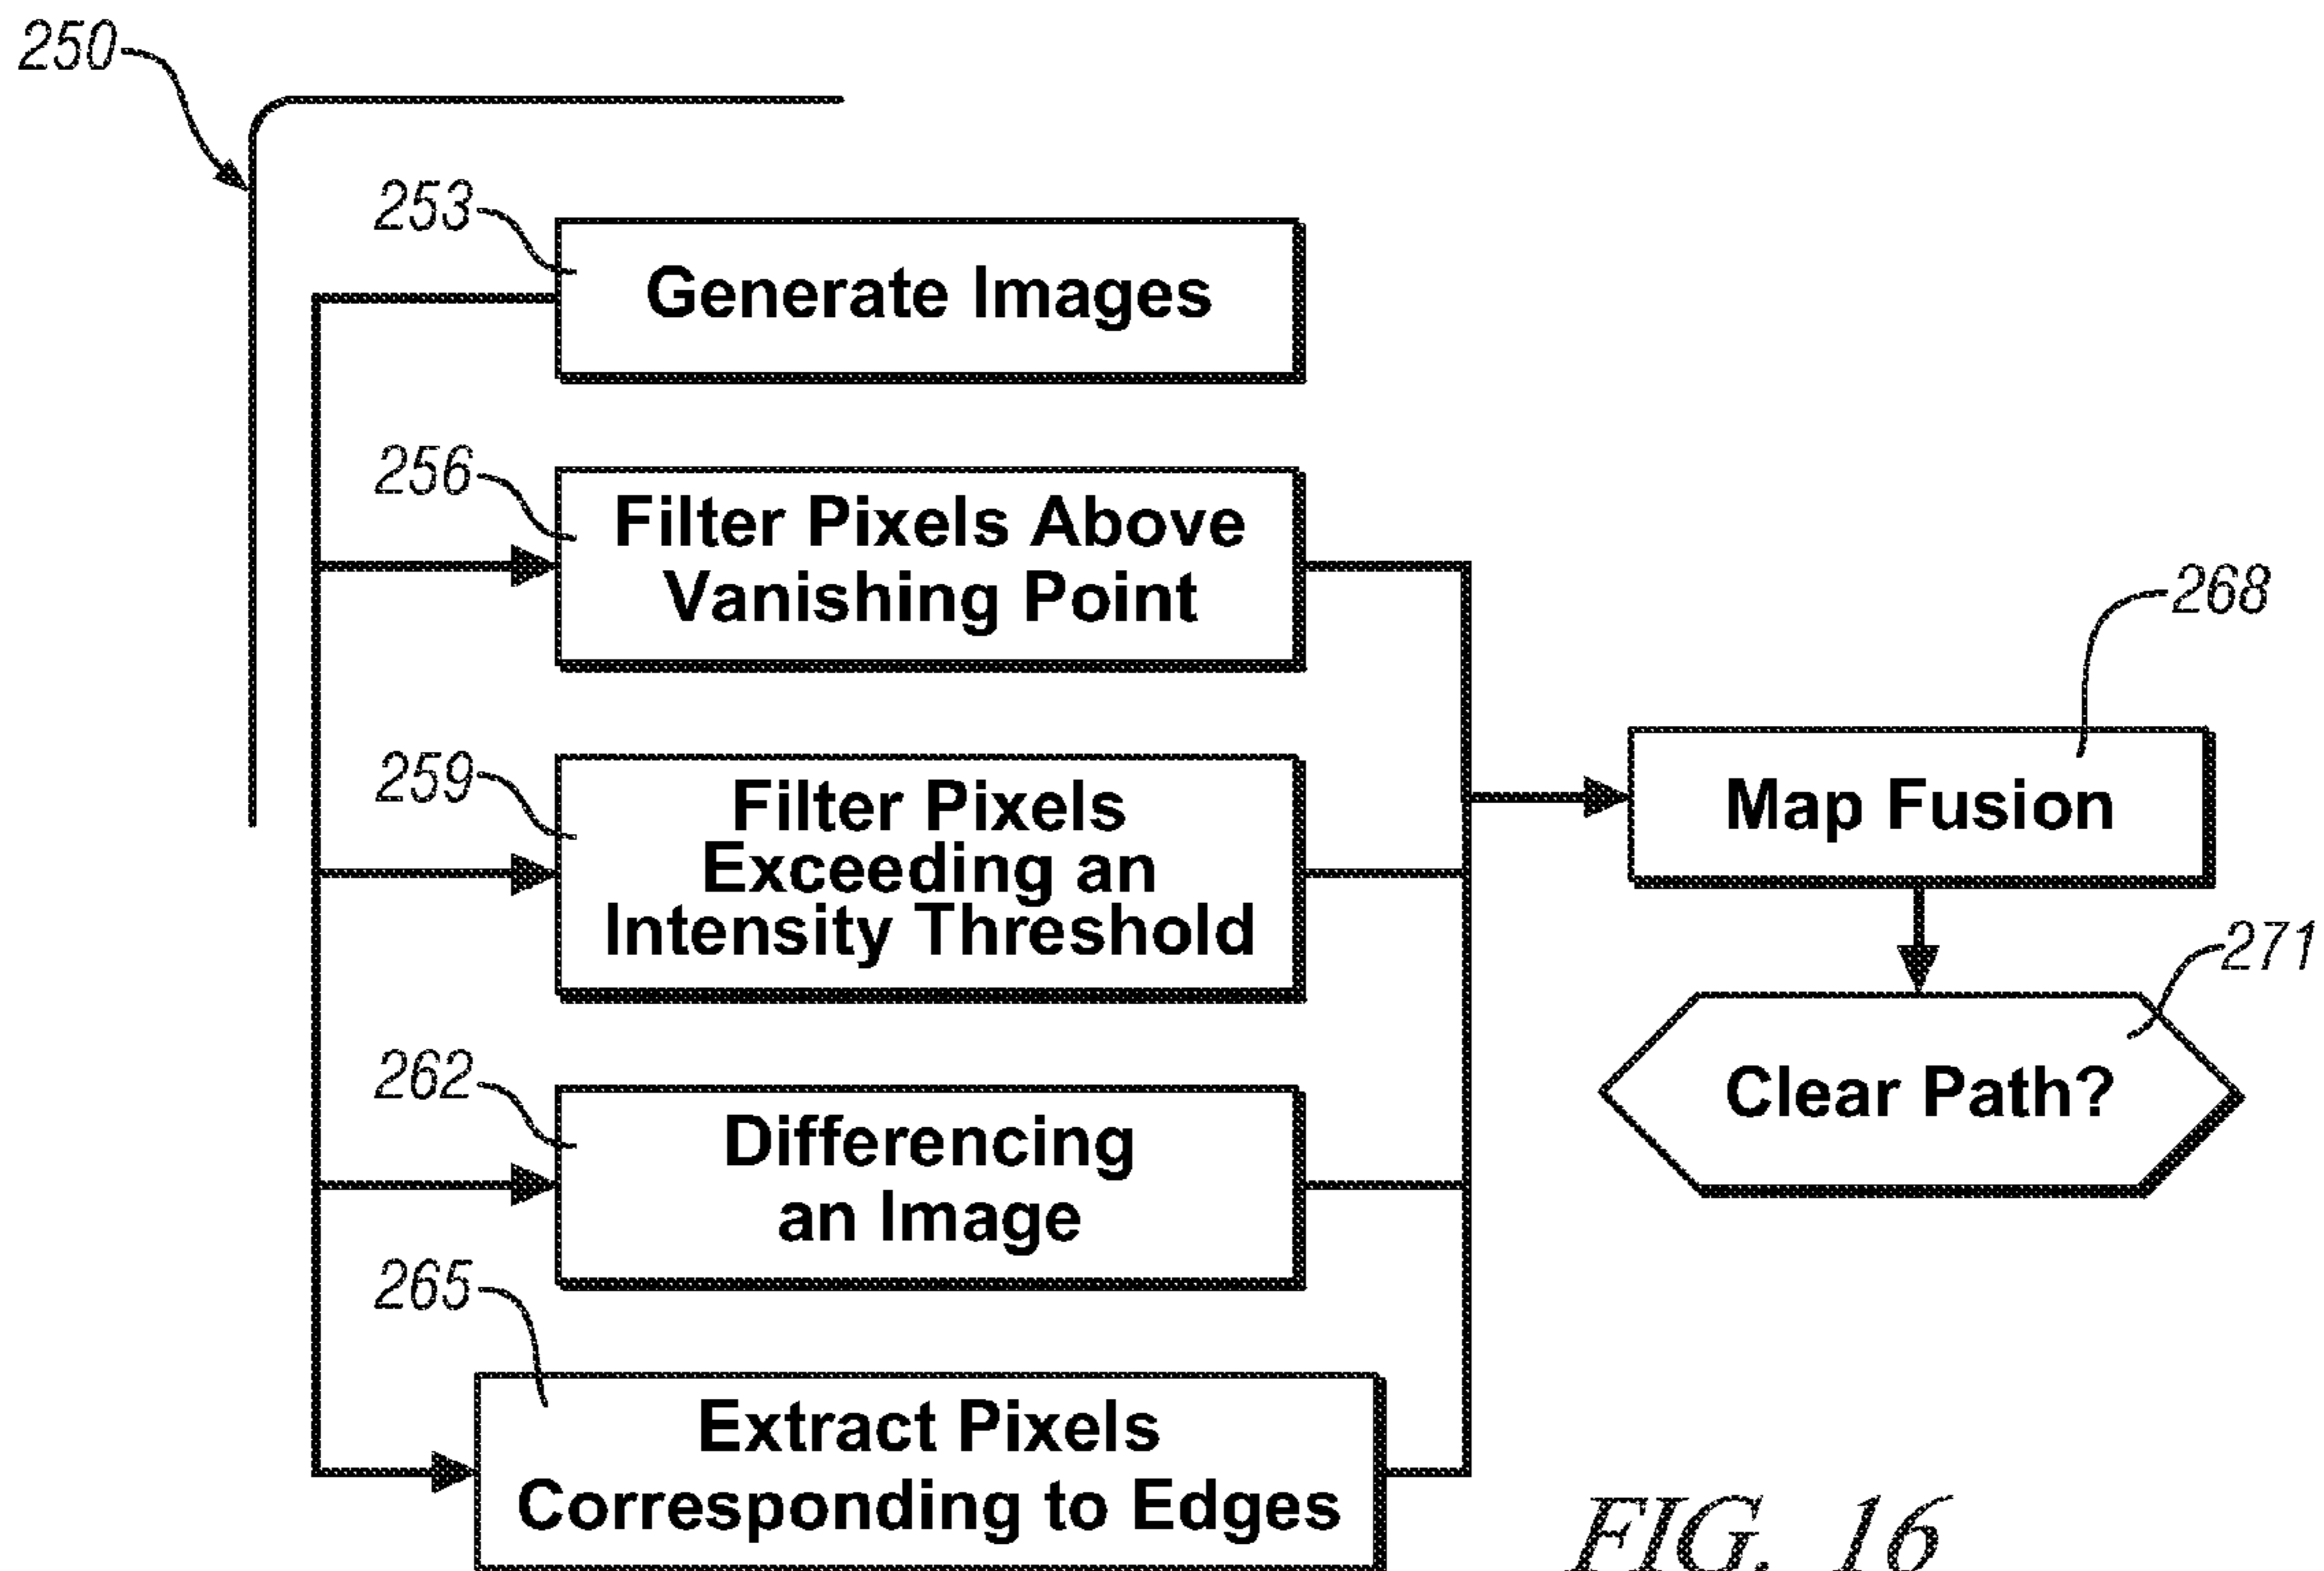 250
253
Generate Images
256
Filter Pixels Above
Vanishing Point
259
Filter Pixels
Exceeding an
Intensity Threshold
262
Differencing
an Image
265
Extract Pixels
Corresponding to Edges
268
Map Fusion
271
Clear Path?
FIG. 16